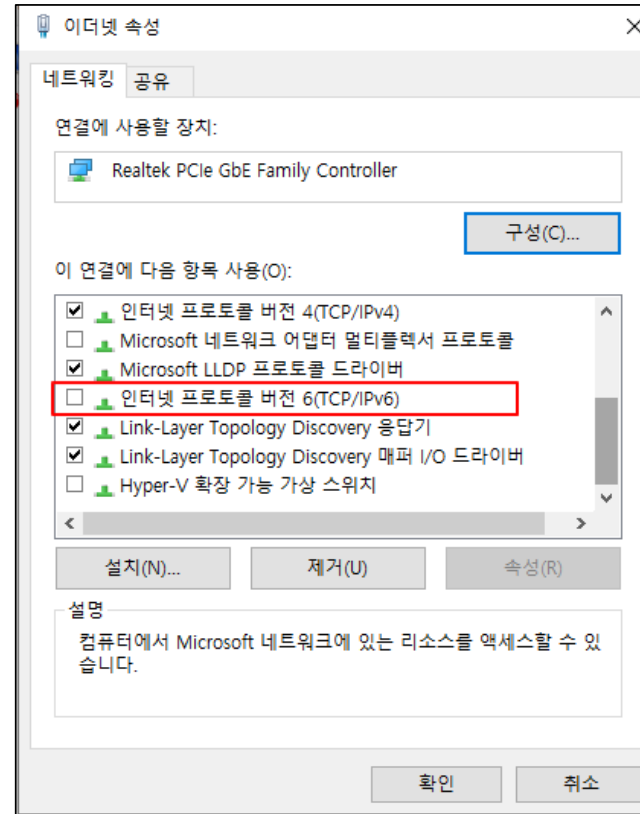 이더넷 속성
네트워킹
공유
연결에 사용할 장치:
Realtek PCIe GbE Family Controller
구성(C)...
이 연결에 다음 항목 사용(O):
인터넷 프로토콜 버전 4(TCP/IPv4)
Microsoft 네트워크 어댑터 멀티플렉서 프로토콜
Microsoft LLDP 프로토콜 드라이버
인터넷 프로토콜 버전 6(TCP/IPv6)
Link-Layer Topology Discovery 응답기
Link-Layer Topology Discovery 매퍼 I/O 드라이버
Hyper-V 확장 가능 가상 스위치
설치(N)...
제거(U)
속성(R)
설명
컴퓨터에서 Microsoft 네트워크에 있는 리소스를 액세스할 수 있
습니다.
확인
취소